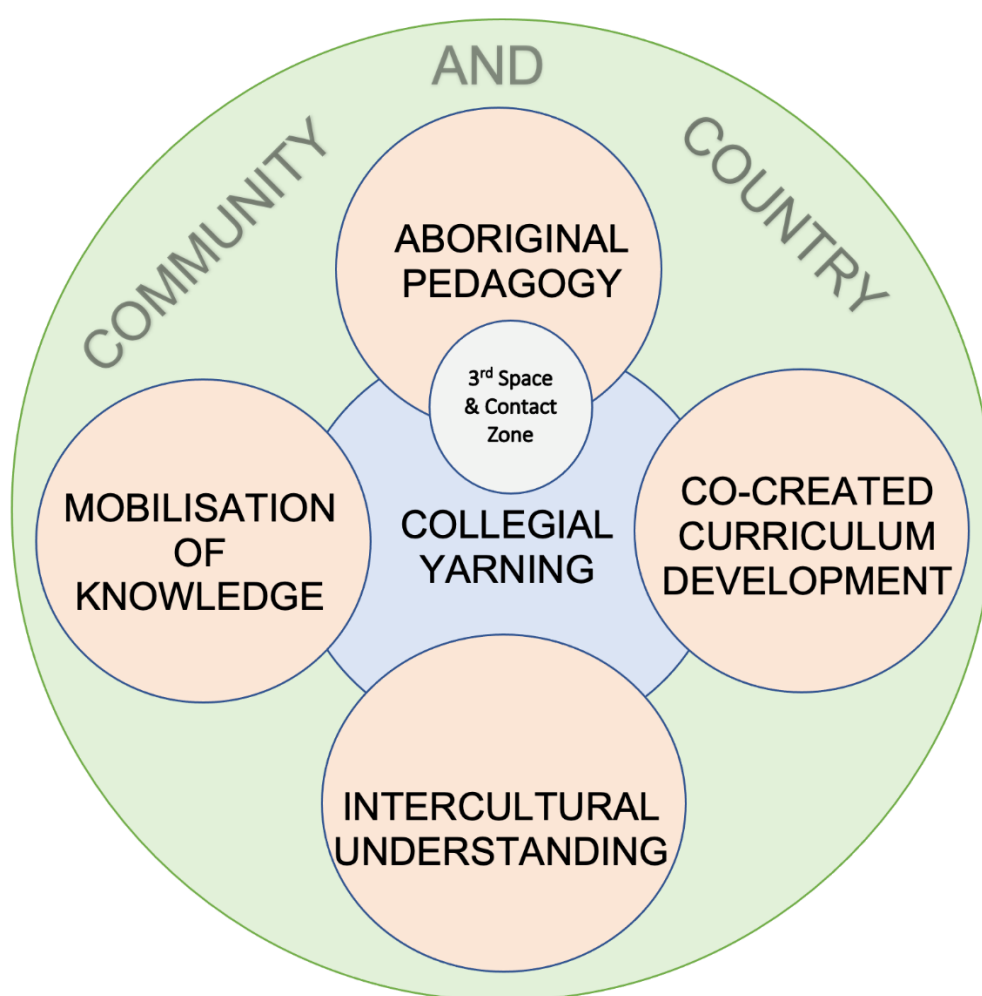 COMMUNITY AND COUNTRY
ABORIGINAL
PEDAGOGY
3rd Space
& Contact
Zone
MOBILISATION
OF
KNOWLEDGE
COLLEGIAL
YARNING
CO-CREATED
CURRICULUM
DEVELOPMENT
INTERCULTURAL
UNDERSTANDING